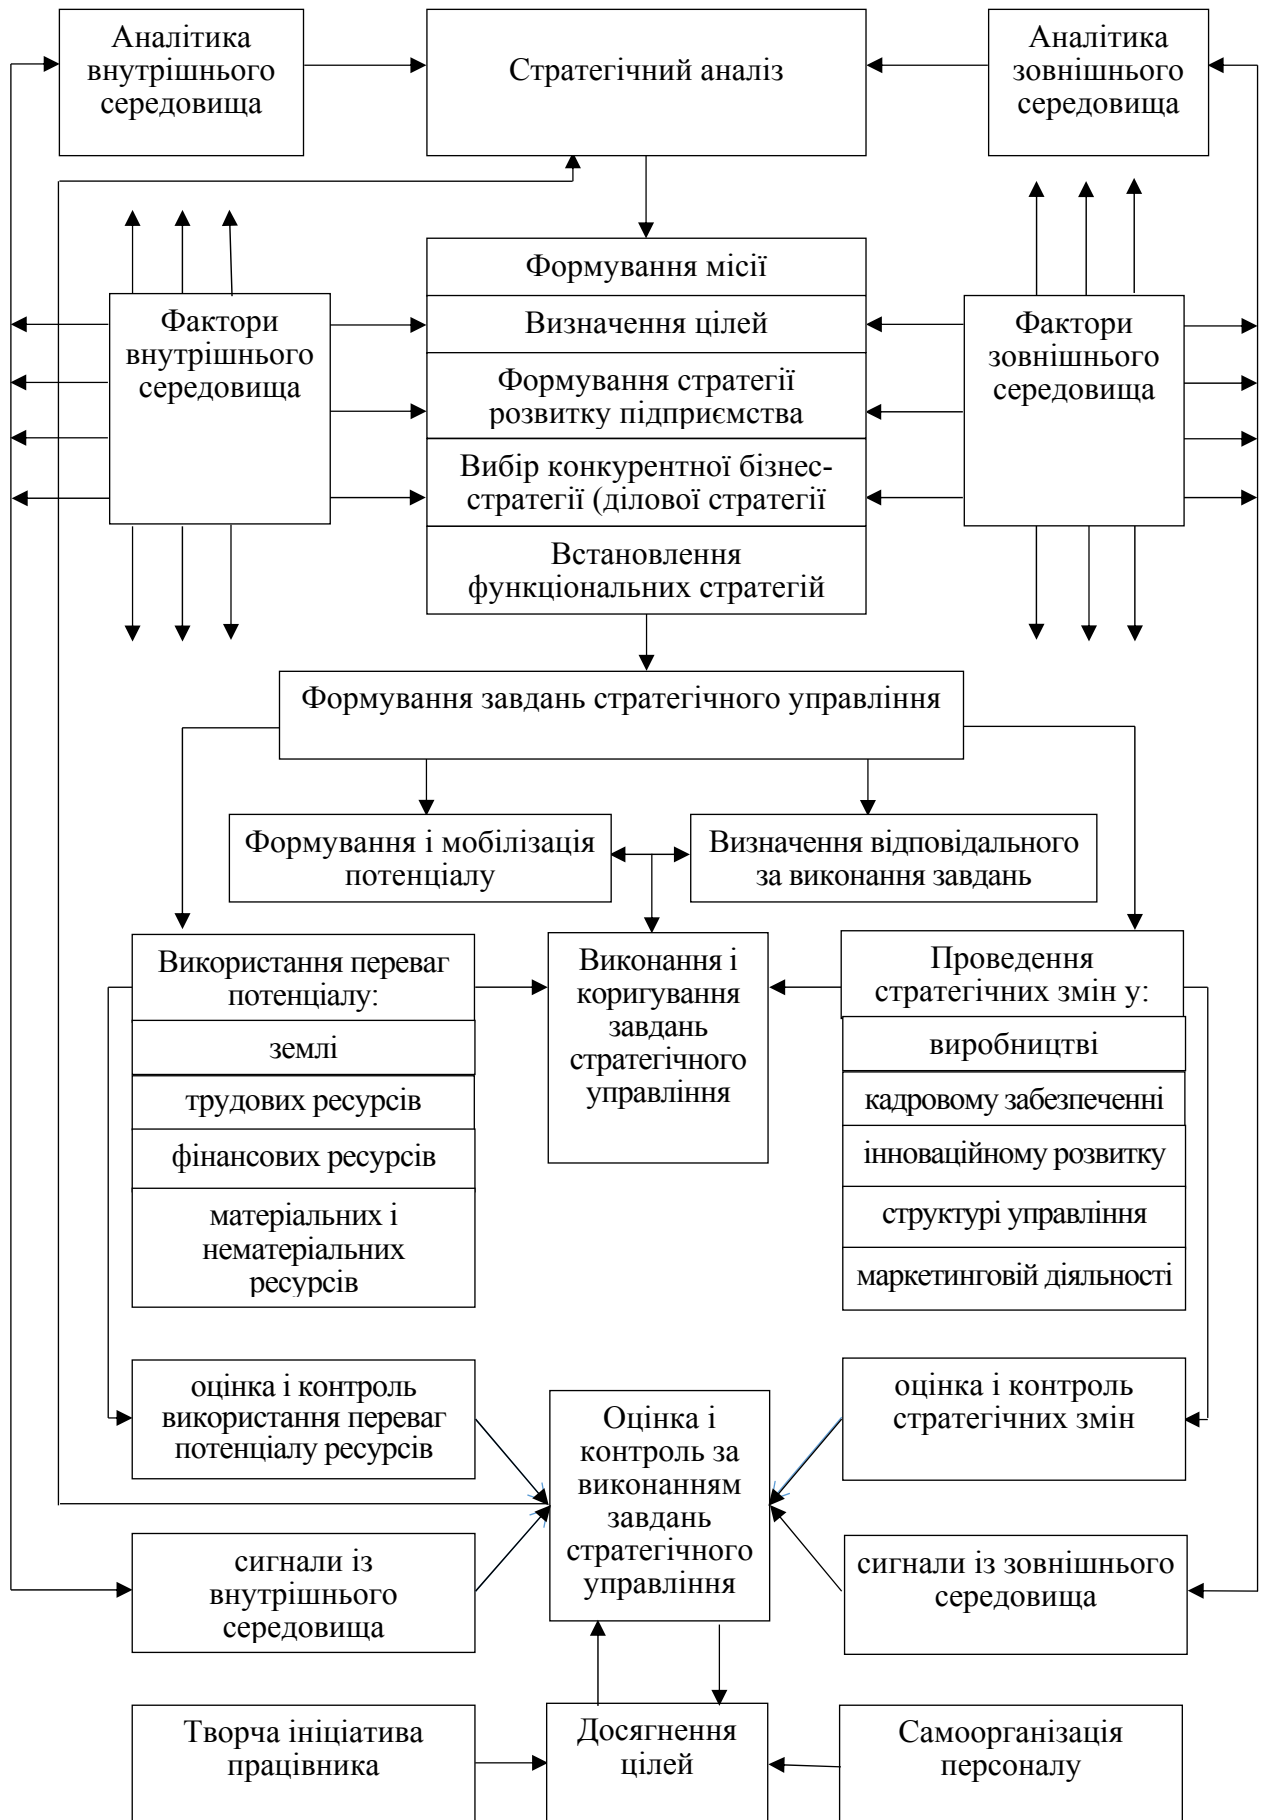 Аналітика
внутрішнього
середовища
Стратегічний аналіз
Аналітика
зовнішнього
середовища
Формування місії
Визначення цілей
Формування стратегії
розвитку підприємства
Вибір конкурентної бізнес-
стратегії (ділової стратегії
Встановлення
функціональних стратегій
Фактори
внутрішнього
середовища
Фактори
зовнішнього
середовища
Формування завдань стратегічного управління
Формування і мобілізація
потенціалу
Визначення відповідального
за виконання завдань
Використання переваг
потенціалу:
землі
трудових ресурсів
фінансових ресурсів
матеріальних і
нематеріальних
ресурсів
Виконання і
коригування
завдань
стратегічного
управління
Проведення
стратегічних змін у:
виробництві
кадровому забезпеченні
інноваційному розвитку
структурі управління
маркетинговій діяльності
оцінка і контроль
використання переваг
потенціалу ресурсів
Оцінка і
контроль за
виконанням
завдань
стратегічного
управління
оцінка і контроль
стратегічних змін
сигнали із
внутрішнього
середовища
сигнали із зовнішнього
середовища
Творча ініціатива
працівника
Досягнення
цілей
Самоорганізація
персоналу